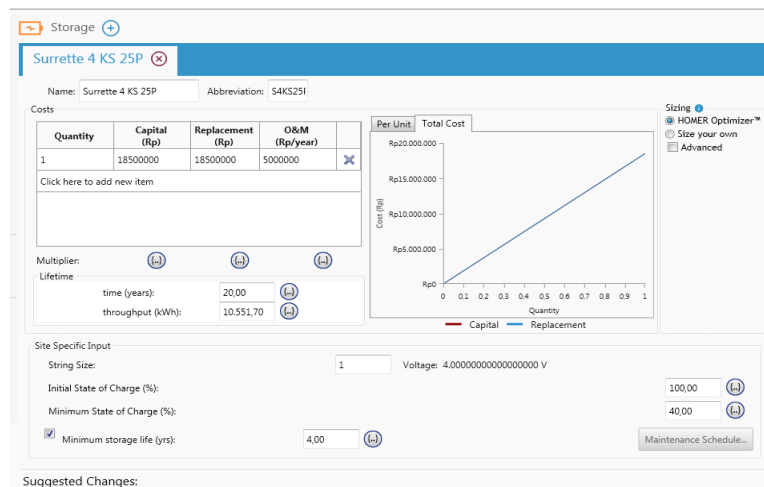 Storage
Surrette 4 KS 25P
Name: Surrette 4 KS 25P Abbreviation: S4KS25I
Costs
Quantity Capital (Rp) Replacement (Rp) O&M (Rp/year)
1 18500000 18500000 5000000
Click here to add new item
Multiplier: {..} {..} {..}
Lifetime
time (years): 20,00 {..}
throughput (kWh): 10.551,70 {..}
Per Unit Total Cost
Rp20.000.000
Rp15.000.000
Rp10.000.000
Rp5.000.000
Rp0
Cost (Rp)
0 0,1 0,2 0,3 0,4 0,5 0,6 0,7 0,8 0,9 1
Quantity
Capital Replacement
Sizing
HOMER Optimizer™
Size your own
Advanced
Site Specific Input
String Size: 1 Voltage: 4.00000000000000000 V
Initial State of Charge (%): 100,00 {..}
Minimum State of Charge (%): 40,00 {..}
Minimum storage life (yrs): 4,00 {..}
Maintenance Schedule...
Suggested Changes: